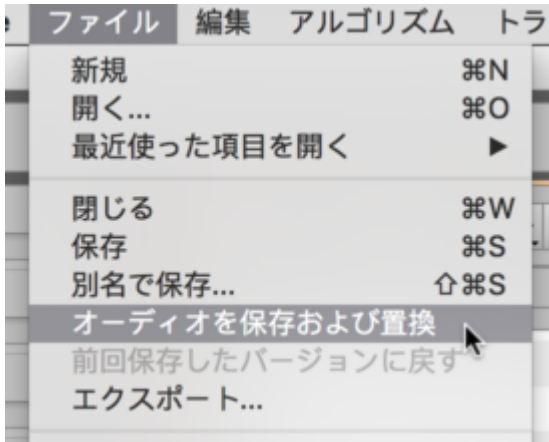 ファイル 編集 アルゴリズム トラ
新規 ⌘N
開く... ⌘O
最近使った項目を開く ▶
閉じる ⌘W
保存 ⌘S
別名で保存... ⇧⌘S
オーディオを保存および置換
前回保存したバージョンに戻す
エクスポート...